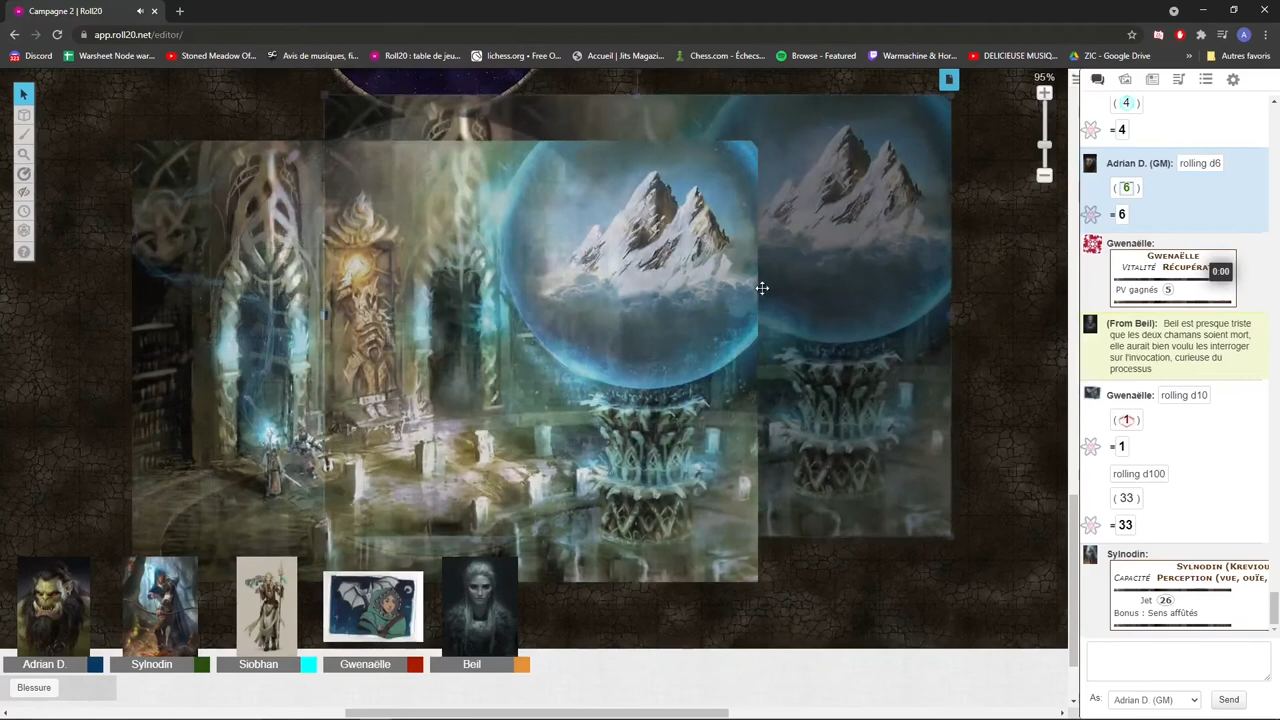 Campagne 2 | Roll20
app.roll20.net/editor/
Discord Warsheet Node warp... Stoned Meadow Of... Avis de musiques, fi... Roll20 : table de jeu... lichess.org • Free O... Accueil | Jits Magazi... Chess.com - Échecs... Browse - Featured Warmachine & Hord... DELICIEUSE MUSI... ZIC - Google Drive Autres favoris
95%
( 4 )
= 4
Adrian D. (GM): rolling d6
( 6 )
= 6
Gwenaëlle:
GWENAËLLE
VITALITÉ RÉCUPÉRA
0:00
PV gagnés 5
(From Beil): Beil est presque triste
que les deux chamans soient mort,
elle aurait bien voulu les interroger
sur l'invocation, curieuse du
processus
Gwenaëlle: rolling d10
( 1 )
= 1
rolling d100
( 33 )
= 33
Sylnodin:
SYLNODIN (KREVIOU
CAPACITÉ PERCEPTION (VUE, OUÏE,
Jet 26
Bonus : Sens affûtés
Adrian D. Sylnodin Siobhan Gwenaëlle Beil
Blessure
As: Adrian D. (GM) Send